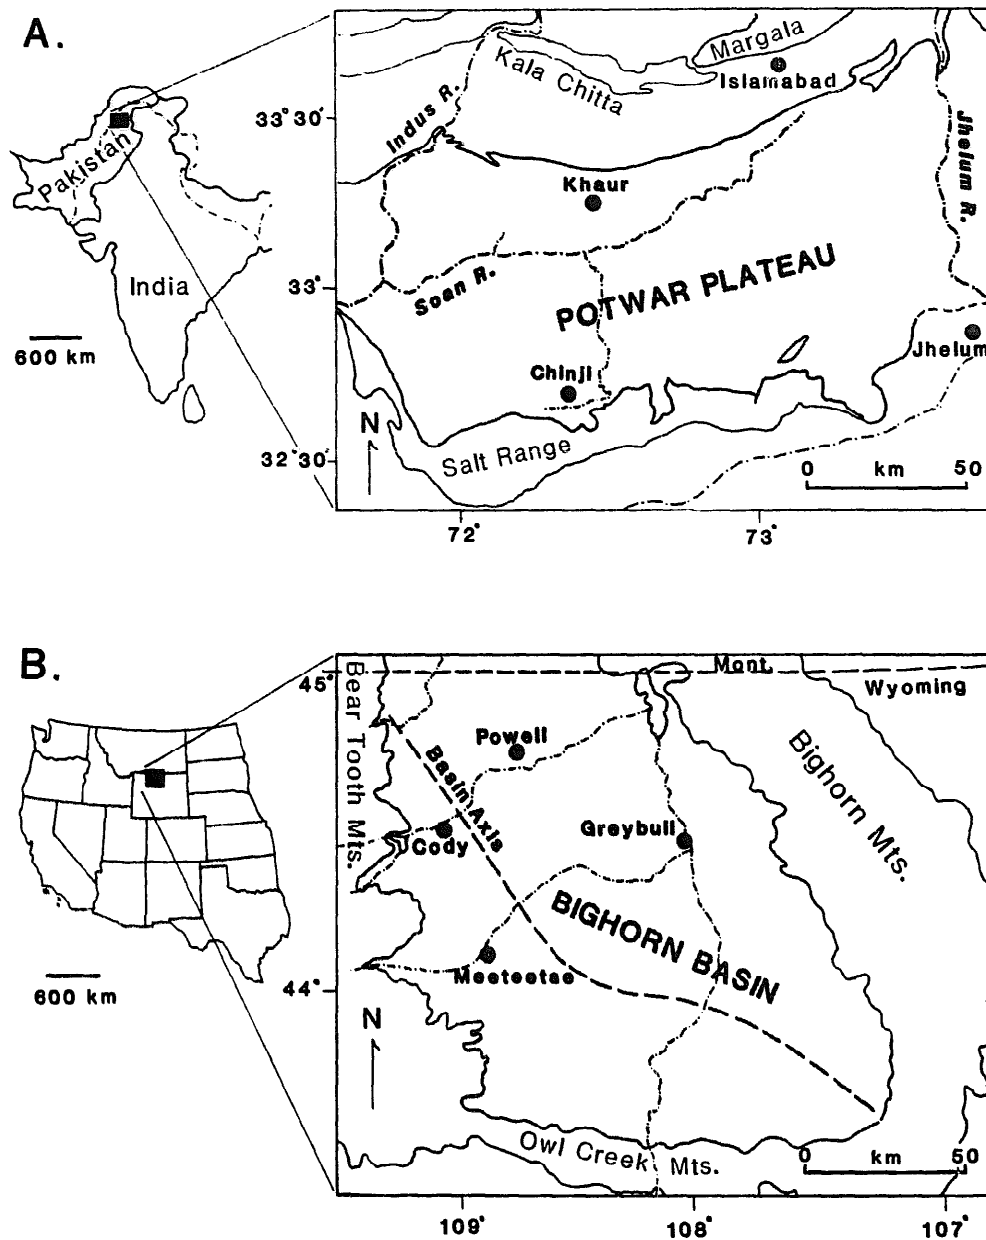 A.
Margala
Kala Chitta
Islamabad
Indus R.
33°30'
Jhelum R.
Pakistan
Khaur
India
33°
Soan R.
POTWAR PLATEAU
600 km
Jhelum
Chinji
N
Salt Range
32°30'
0 km 50
72°
73°
B.
45°
Mont.
Wyoming
Bear Tooth Mts.
Powell
Basin Axis
Bighorn Mts.
Cody
Greybull
BIGHORN BASIN
Meeteetae
600 km
44°
N
Owl Creek Mts.
0 km 50
109°
108°
107°